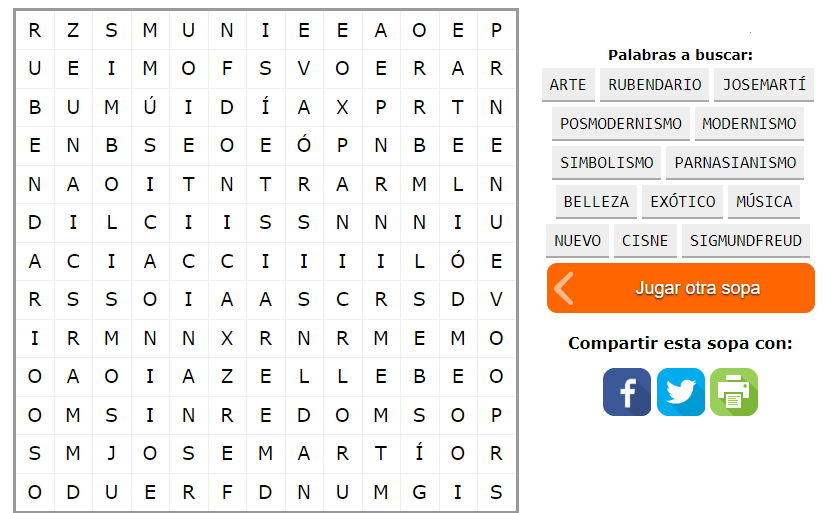 R Z S M U N I E E A O E P
U E I M O F S V O E R A R
B U M Ú I D Í A X P R T N
E N B S E O E Ó P N B E E
N A O I T N T R A R M L N
D I L C I I S S N N N I U
A C I A C C I I I I L Ó E
R S S O I A A S C R S D V
I R M N N X R N R M E M O
O A O I A Z E L L E B E O
O M S I N R E D O M S O P
S M J O S E M A R T Í O R
O D U E R F D N U M G I S
Palabras a buscar:
ARTE RUBENDARIO JOSEMARTÍ
POSMODERNISMO MODERNISMO
SIMBOLISMO PARNASIANISMO
BELLEZA EXÓTICO MÚSICA
NUEVO CISNE SIGMUNDFREUD
Jugar otra sopa
Compartir esta sopa con: